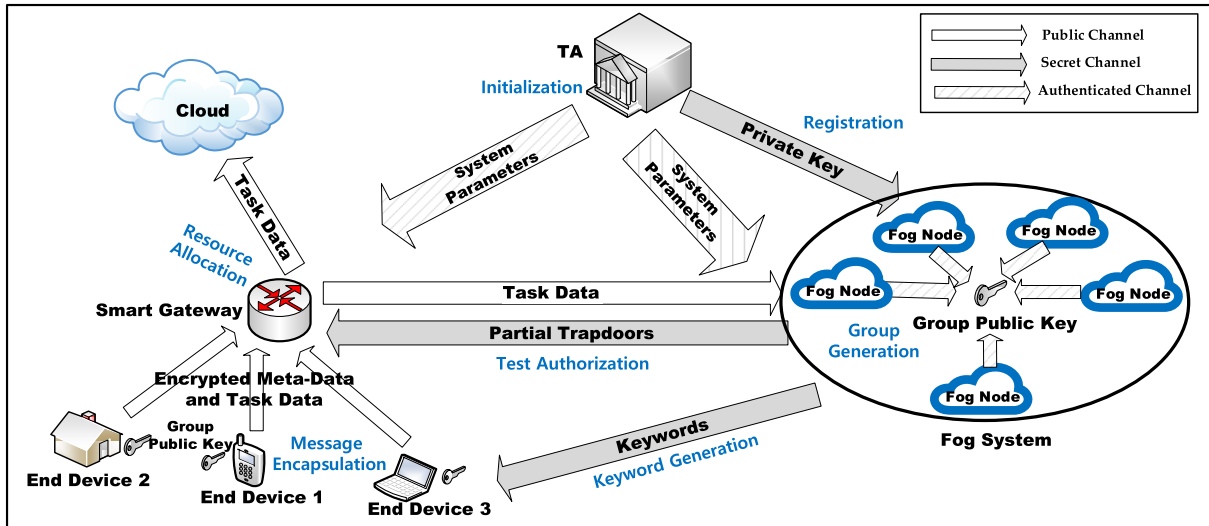 TA
Initialization
Public Channel
Secret Channel
Authenticated Channel
Cloud
Registration
Private Key
System
Parameters
System
Parameters
Task Data
Resource
Allocation
Smart Gateway
Task Data
Partial Trapdoors
Test Authorization
Fog Node
Fog Node
Fog Node
Fog Node
Group Public Key
Group
Generation
Fog Node
Fog System
Encrypted Meta-Data
and Task Data
Group
Public Key
Message
Encapsulation
Keywords
Keyword Generation
End Device 2
End Device 1
End Device 3